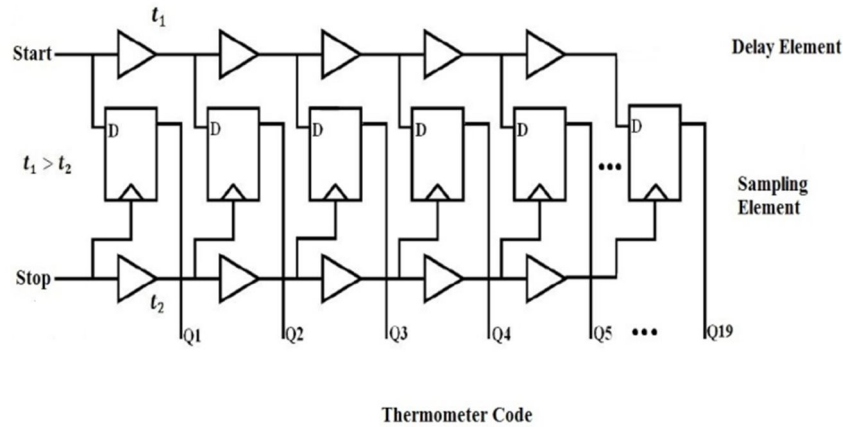 t₁
Start
Delay Element
D D D D D D
t₁ > t₂
...
Sampling
Element
Stop
t₂
Q1 Q2 Q3 Q4 Q5 ... Q19
Thermometer Code